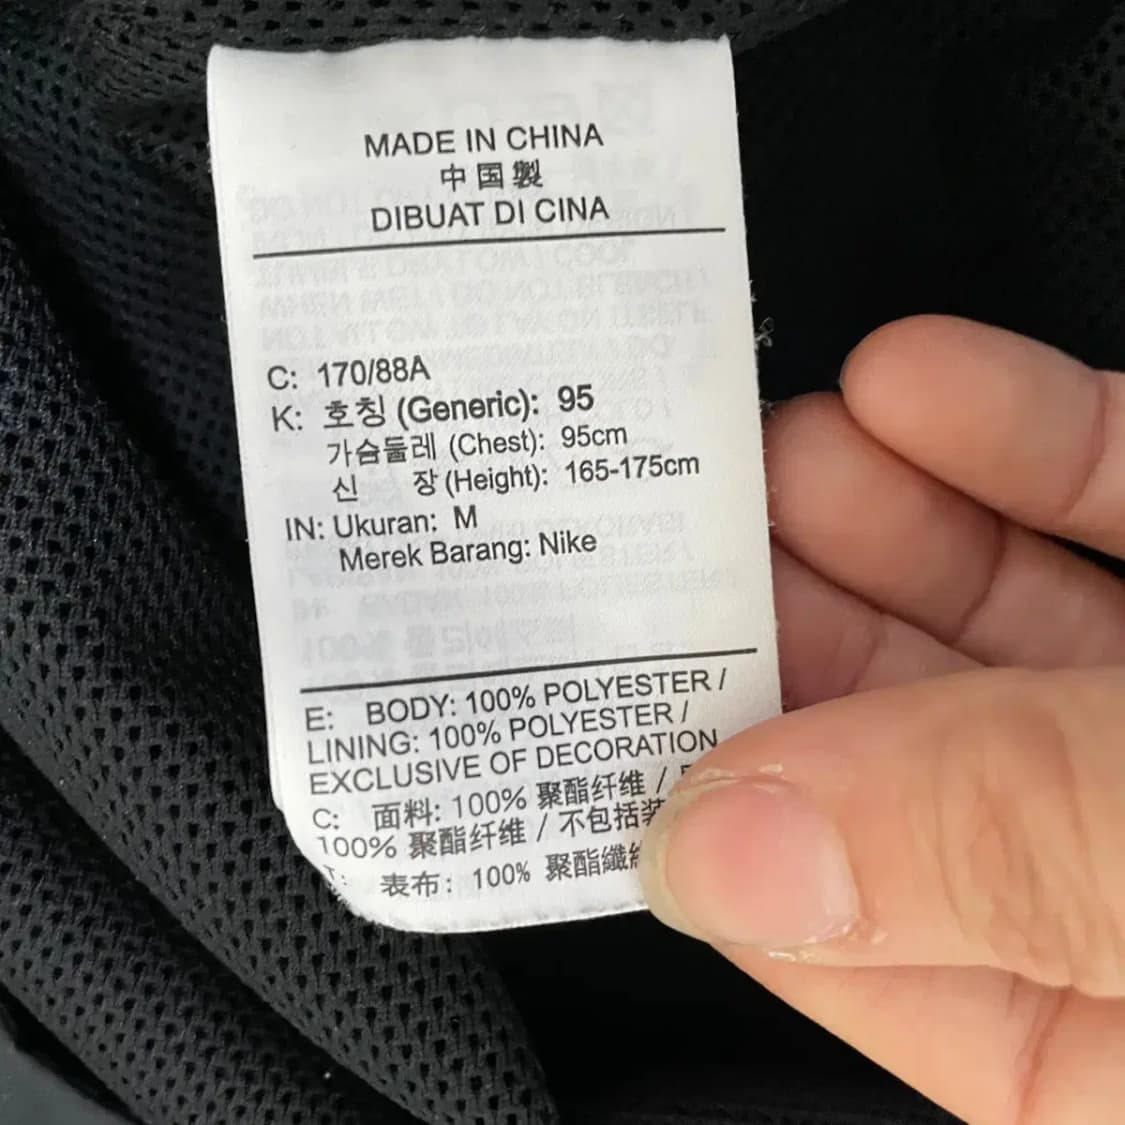 MADE IN CHINA
中国製
DIBUAT DI CINA
C: 170/88A
K: 호칭 (Generic): 95
가슴둘레 (Chest): 95cm
신 장 (Height): 165-175cm
IN: Ukuran: M
Merek Barang: Nike
E: BODY: 100% POLYESTER /
LINING: 100% POLYESTER /
EXCLUSIVE OF DECORATION
C: 面料: 100% 聚酯纤维 /
100% 聚酯纤维 / 不包括装
T: 表布: 100% 聚酯纖